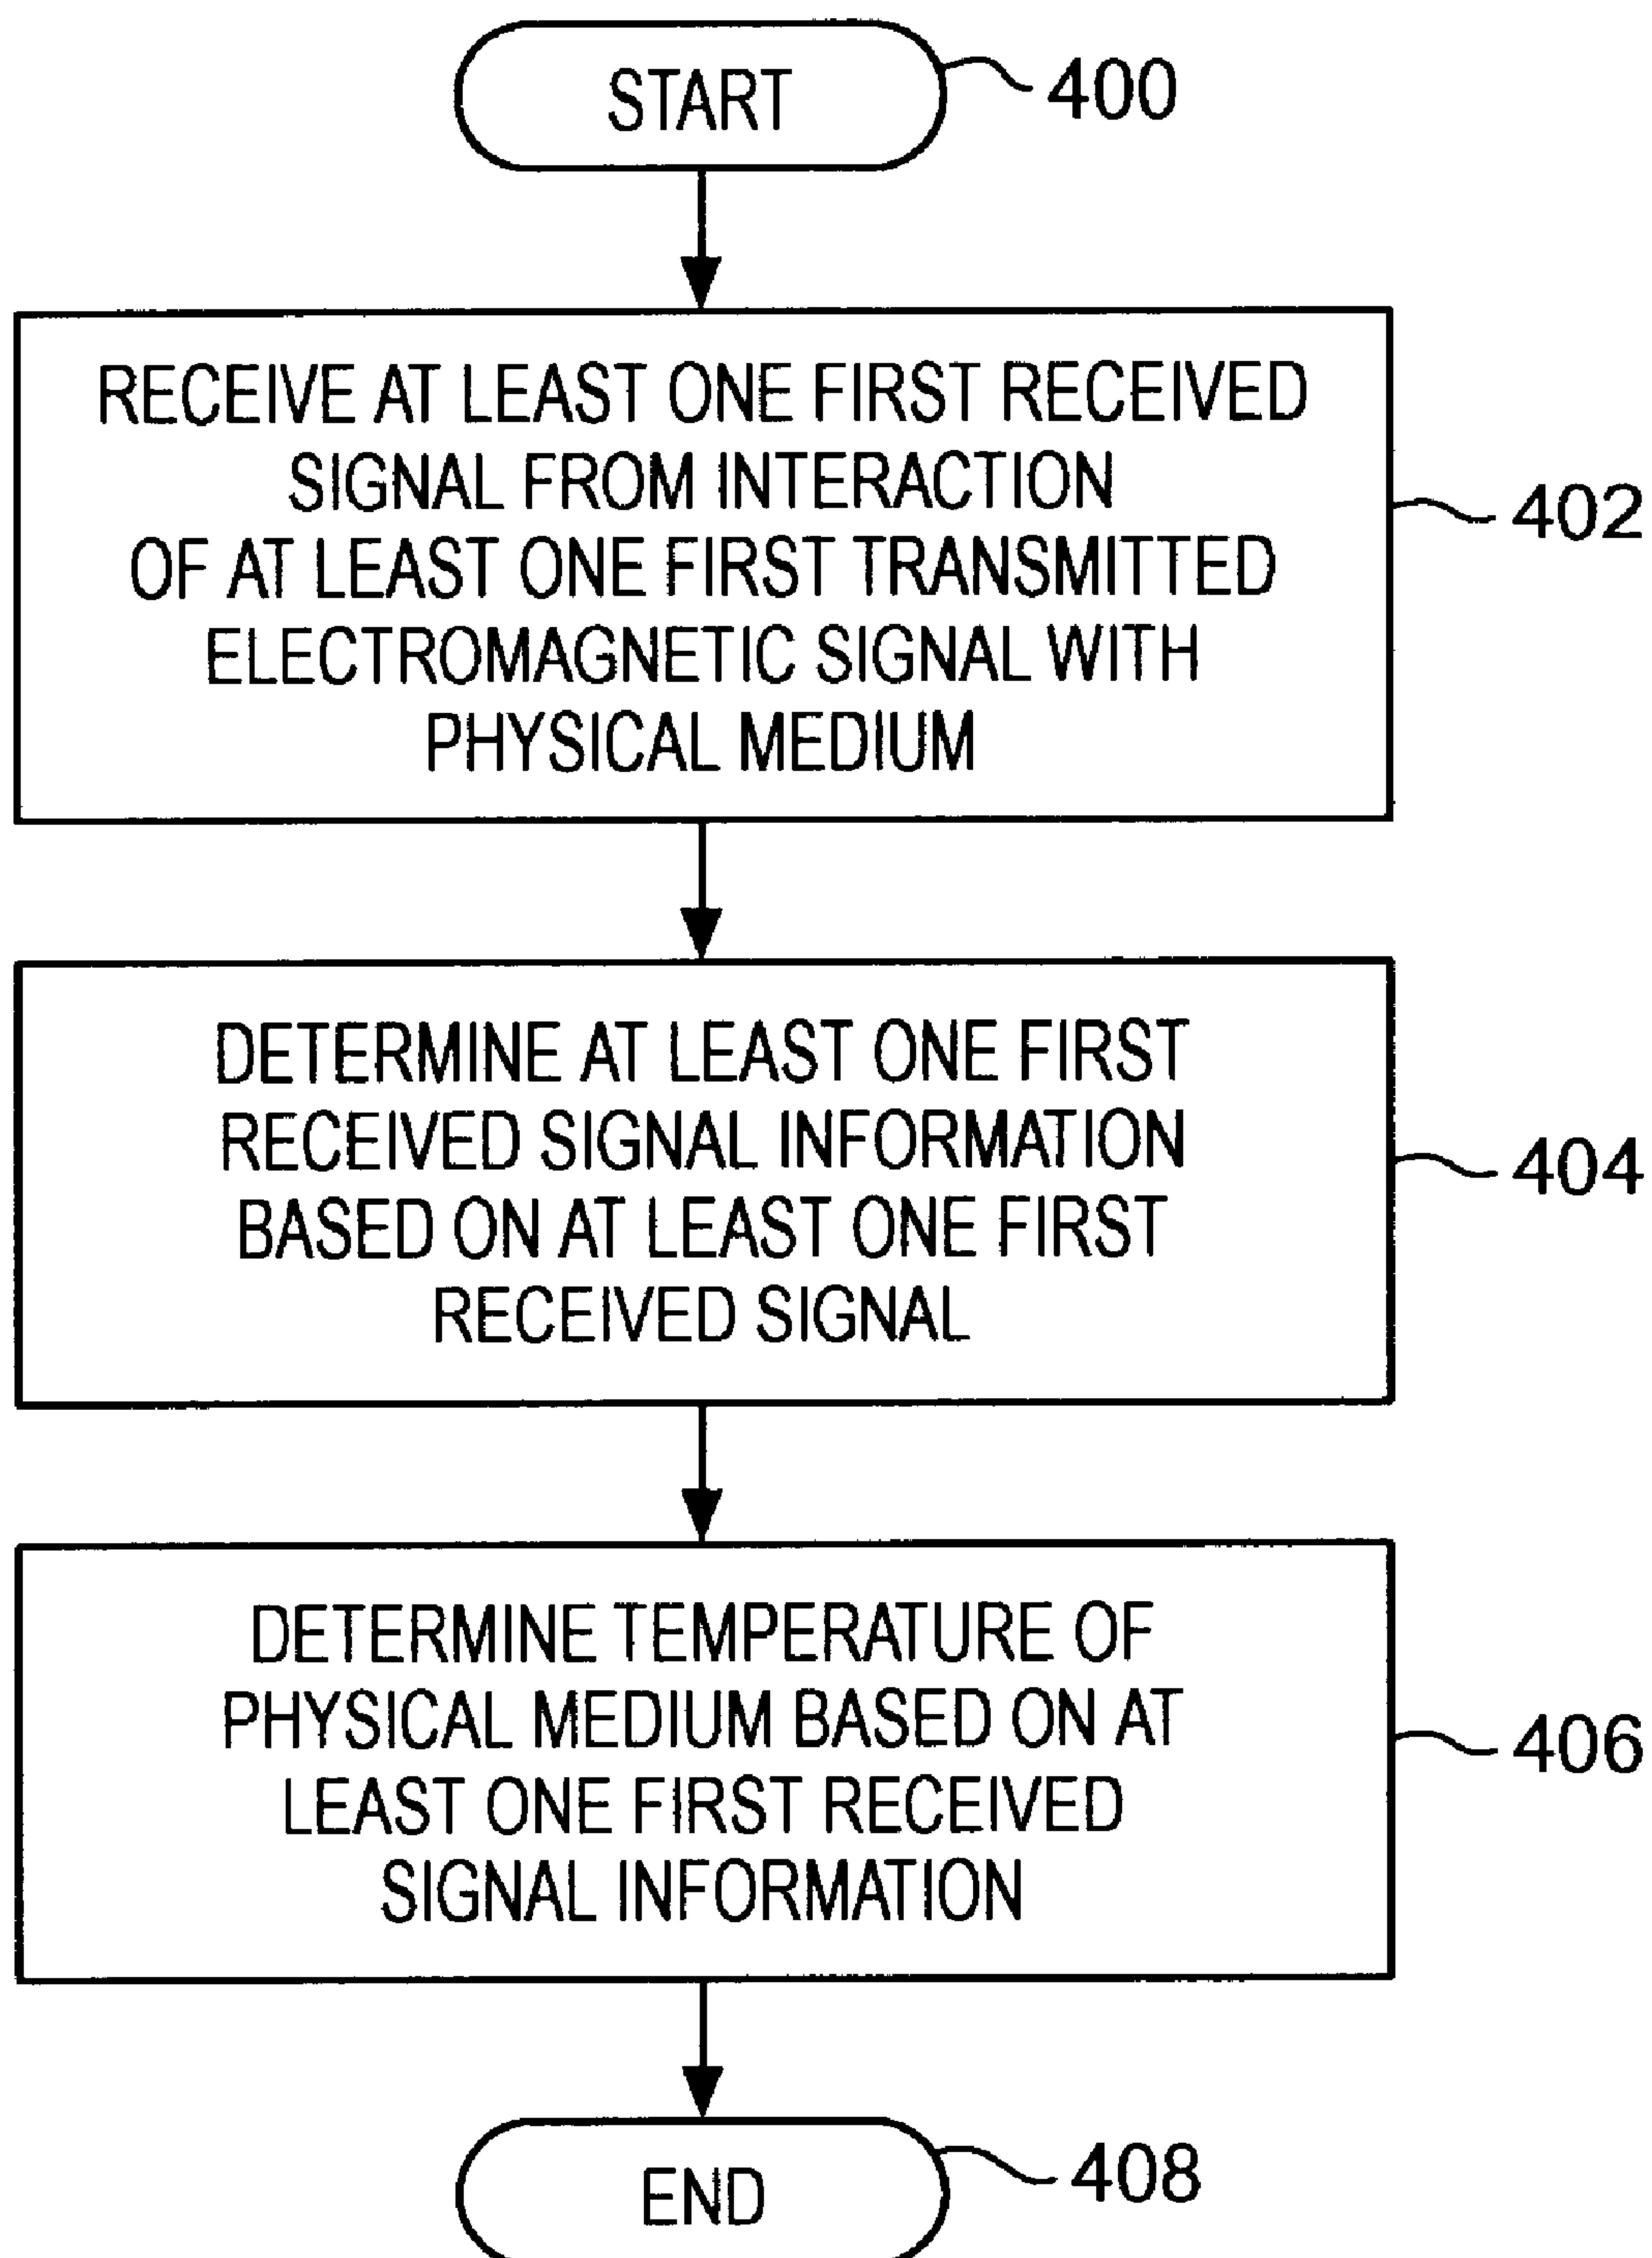 START
400
RECEIVE AT LEAST ONE FIRST RECEIVED
SIGNAL FROM INTERACTION
OF AT LEAST ONE FIRST TRANSMITTED
ELECTROMAGNETIC SIGNAL WITH
PHYSICAL MEDIUM
402
DETERMINE AT LEAST ONE FIRST
RECEIVED SIGNAL INFORMATION
BASED ON AT LEAST ONE FIRST
RECEIVED SIGNAL
404
DETERMINE TEMPERATURE OF
PHYSICAL MEDIUM BASED ON AT
LEAST ONE FIRST RECEIVED
SIGNAL INFORMATION
406
END
408